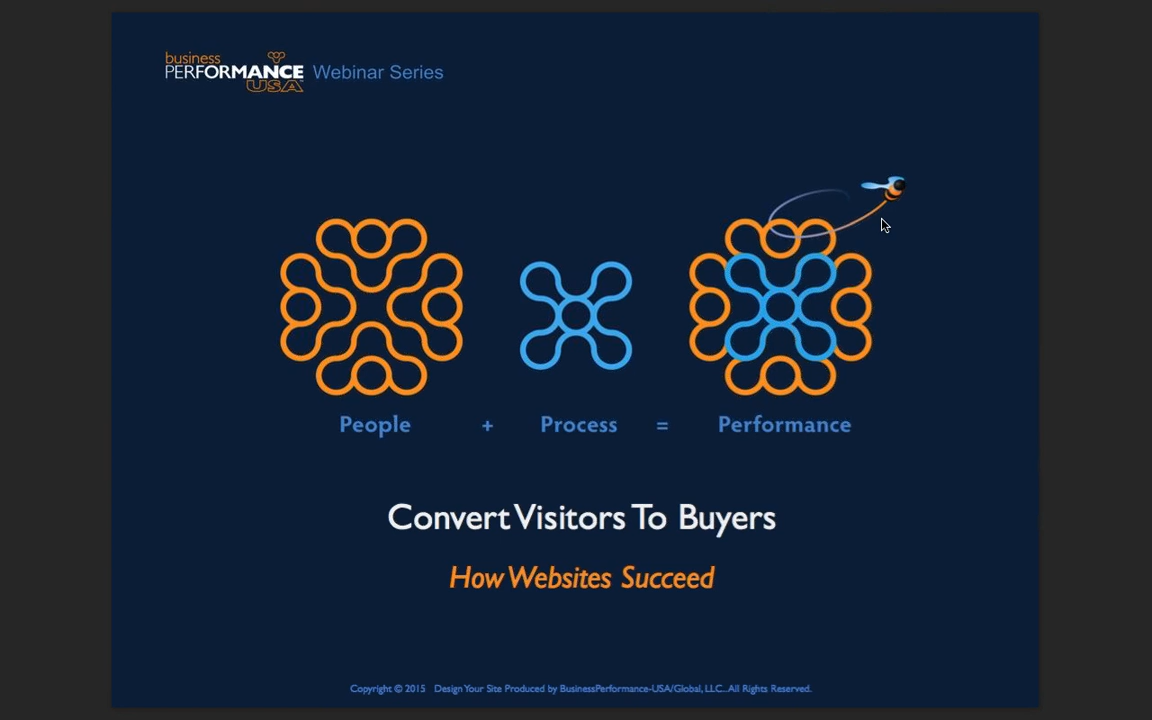 business
PERFORMANCE Webinar Series
USA
People + Process = Performance
Convert Visitors To Buyers
How Websites Succeed
Copyright © 2015 Design Your Site Produced by BusinessPerformance-USA/Global, LLC.. All Rights Reserved.